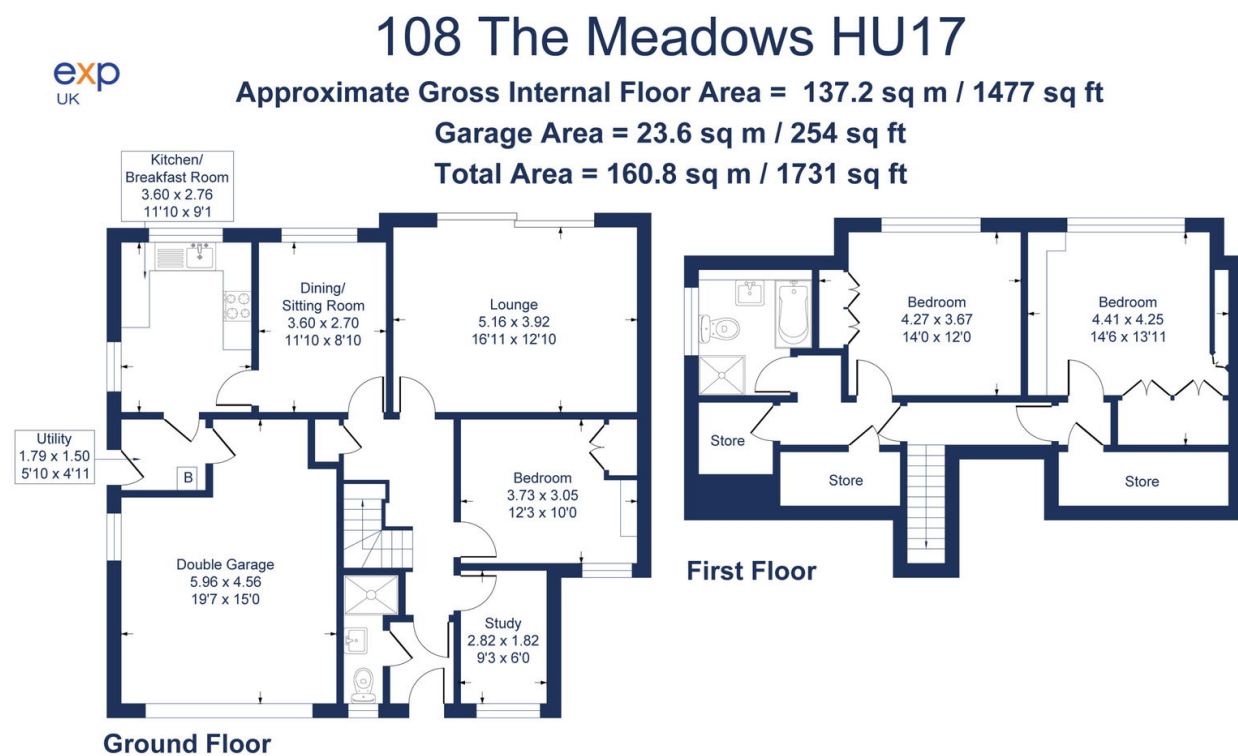 108 The Meadows HU17
exp
UK
Approximate Gross Internal Floor Area = 137.2 sq m / 1477 sq ft
Garage Area = 23.6 sq m / 254 sq ft
Total Area = 160.8 sq m / 1731 sq ft
Kitchen/
Breakfast Room
3.60 x 2.76
11'10 x 9'1
Dining/
Sitting Room
3.60 x 2.70
11'10 x 8'10
Lounge
5.16 x 3.92
16'11 x 12'10
Utility
1.79 x 1.50
5'10 x 4'11
B
Bedroom
3.73 x 3.05
12'3 x 10'0
Double Garage
5.96 x 4.56
19'7 x 15'0
Study
2.82 x 1.82
9'3 x 6'0
Ground Floor
Bedroom
4.27 x 3.67
14'0 x 12'0
Bedroom
4.41 x 4.25
14'6 x 13'11
Store
Store
Store
First Floor